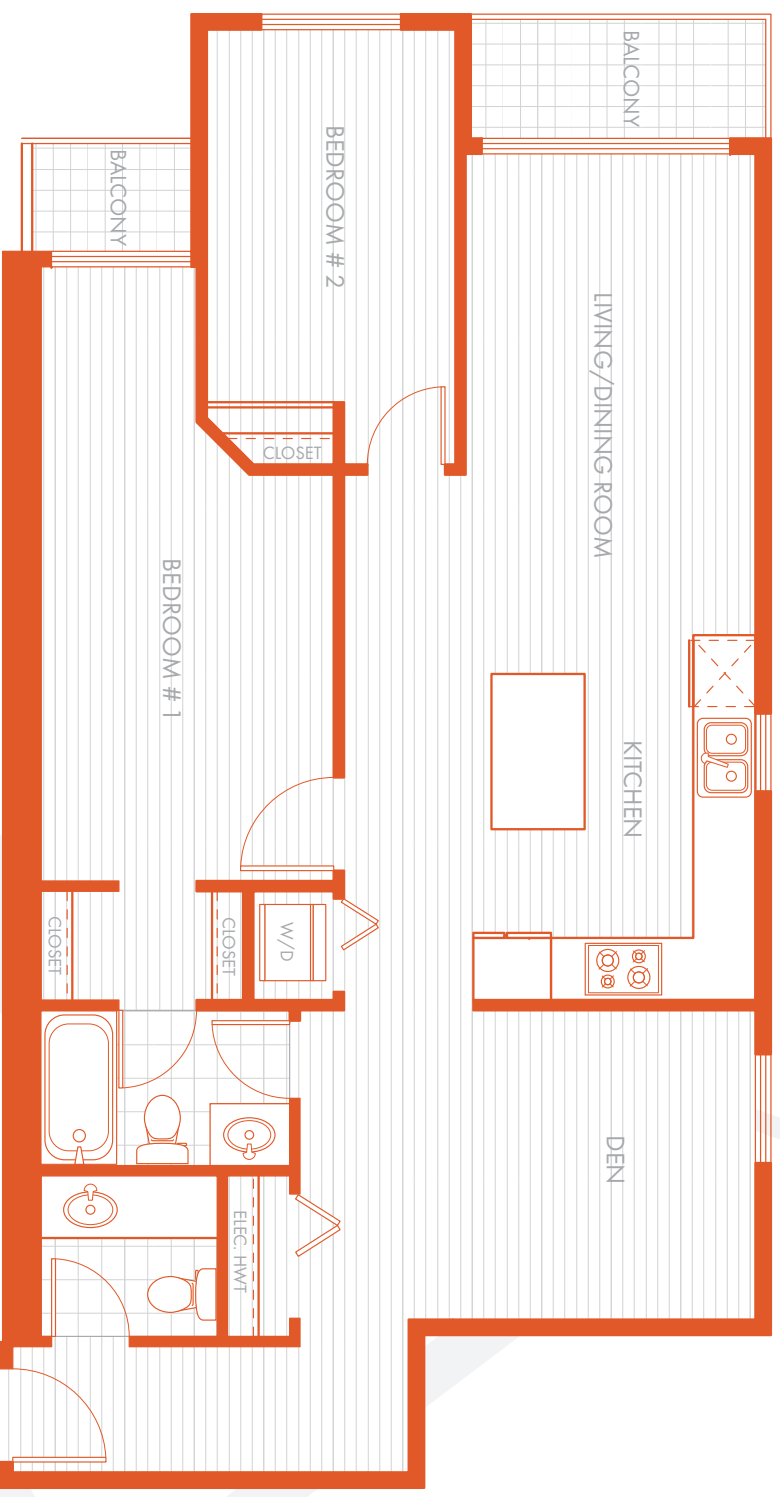 BALCONY
BALCONY
BEDROOM # 2
LIVING/DINING ROOM
CLOSET
BEDROOM # 1
KITCHEN
CLOSET
CLOSET
W/D
DEN
ELEC. HWT